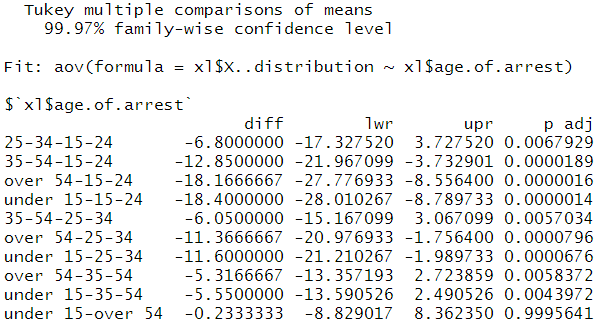 Tukey multiple comparisons of means
99.97% family-wise confidence level
Fit: aov(formula = xl$X..distribution ~ xl$age.of.arrest)
$`xl$age.of.arrest`
diff lwr upr p adj
25-34-15-24 -6.8000000 -17.327520 3.727520 0.0067929
35-54-15-24 -12.8500000 -21.967099 -3.732901 0.0000189
over 54-15-24 -18.1666667 -27.776933 -8.556400 0.0000016
under 15-15-24 -18.4000000 -28.010267 -8.789733 0.0000014
35-54-25-34 -6.0500000 -15.167099 3.067099 0.0057034
over 54-25-34 -11.3666667 -20.976933 -1.756400 0.0000796
under 15-25-34 -11.6000000 -21.210267 -1.989733 0.0000676
over 54-35-54 -5.3166667 -13.357193 2.723859 0.0058372
under 15-35-54 -5.5500000 -13.590526 2.490526 0.0043972
under 15-over 54 -0.2333333 -8.829017 8.362350 0.9995641